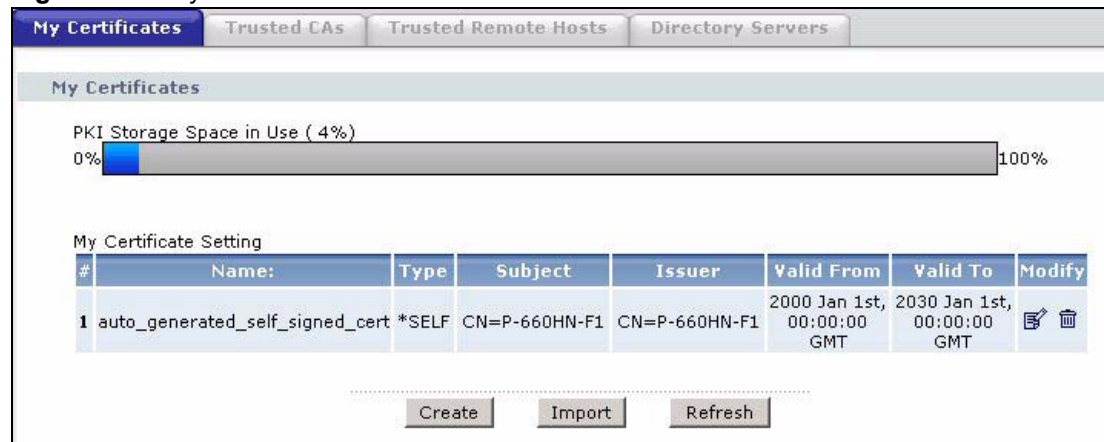 My Certificates Trusted CAs Trusted Remote Hosts Directory Servers
My Certificates
PKI Storage Space in Use ( 4%)
0% 100%
My Certificate Setting
# Name: Type Subject Issuer Valid From Valid To Modify
1 auto_generated_self_signed_cert *SELF CN=P-660HN-F1 CN=P-660HN-F1 2000 Jan 1st, 00:00:00 GMT 2030 Jan 1st, 00:00:00 GMT
Create Import Refresh